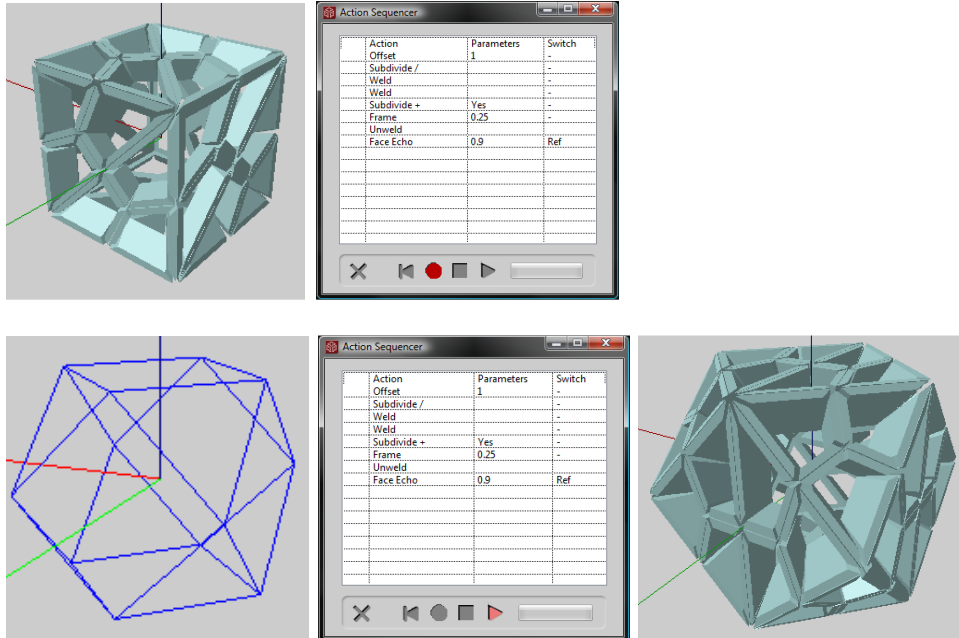 Action Sequencer
Action Parameters Switch
Offset 1 -
Subdivide / -
Weld -
Weld -
Subdivide + Yes -
Frame 0.25 -
Unweld
Face Echo 0.9 Ref
Action Sequencer
Action Parameters Switch
Offset 1 -
Subdivide / -
Weld -
Weld -
Subdivide + Yes -
Frame 0.25 -
Unweld
Face Echo 0.9 Ref